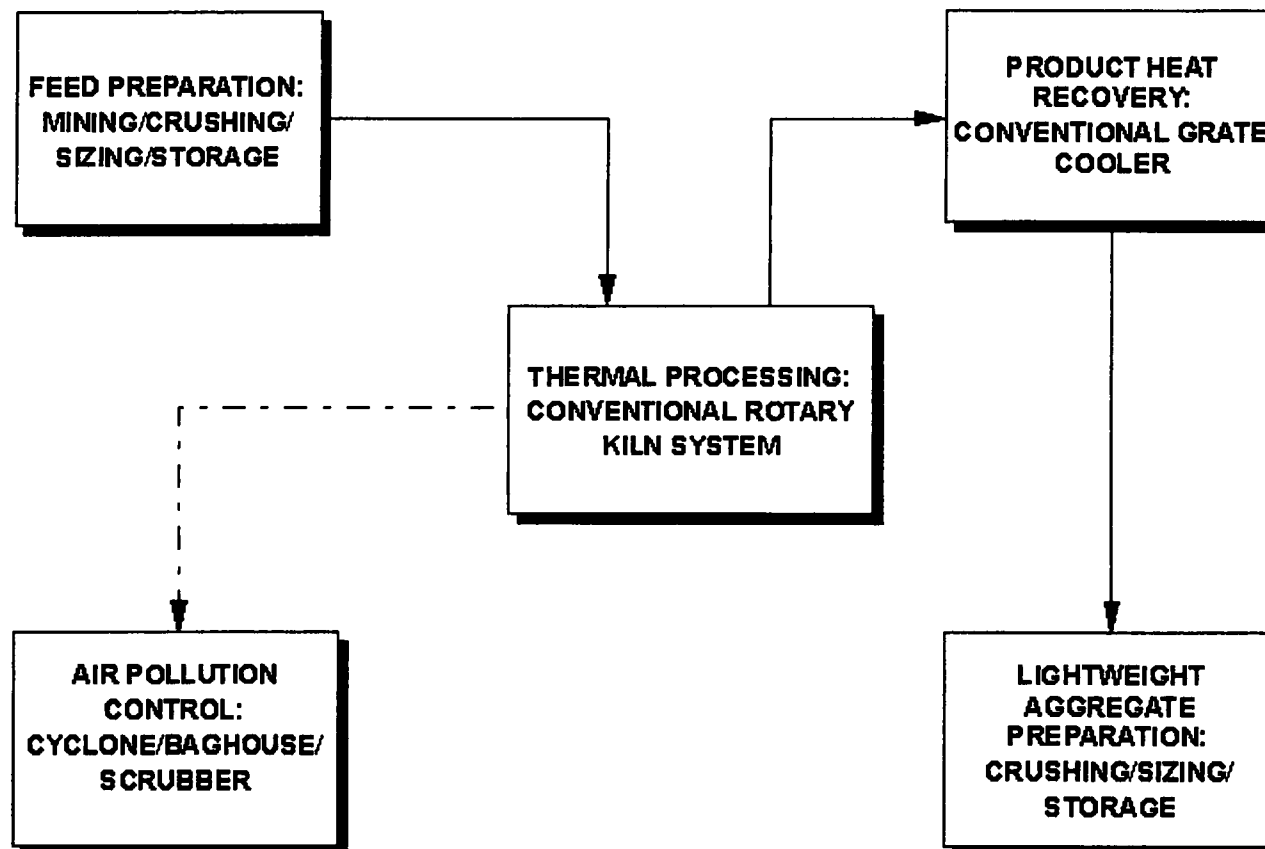 FEED PREPARATION:
MINING/CRUSHING/
SIZING/STORAGE
PRODUCT HEAT
RECOVERY:
CONVENTIONAL GRATE
COOLER
THERMAL PROCESSING:
CONVENTIONAL ROTARY
KILN SYSTEM
AIR POLLUTION
CONTROL:
CYCLONE/BAGHOUSE/
SCRUBBER
LIGHTWEIGHT
AGGREGATE
PREPARATION:
CRUSHING/SIZING/
STORAGE